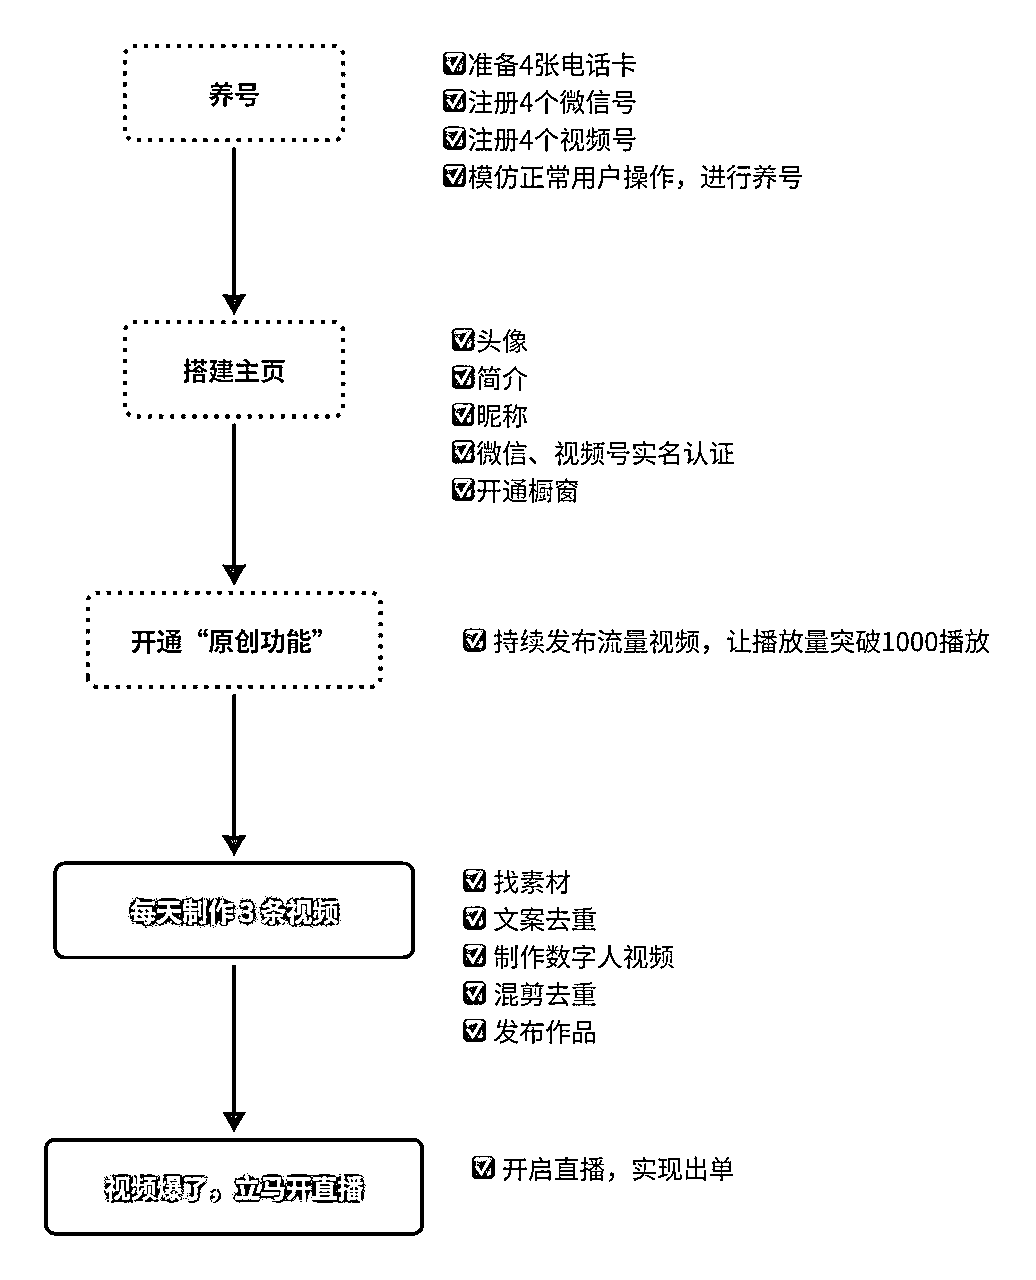 养号
☑准备4张电话卡
☑注册4个微信号
☑注册4个视频号
☑模仿正常用户操作，进行养号
搭建主页
☑头像
☑简介
☑昵称
☑微信、视频号实名认证
☑开通橱窗
开通“原创功能”
☑ 持续发布流量视频，让播放量突破1000播放
每天制作 3 条视频
☑ 找素材
☑ 文案去重
☑ 制作数字人视频
☑ 混剪去重
☑ 发布作品
视频爆了。立马开直播
☑ 开启直播，实现出单